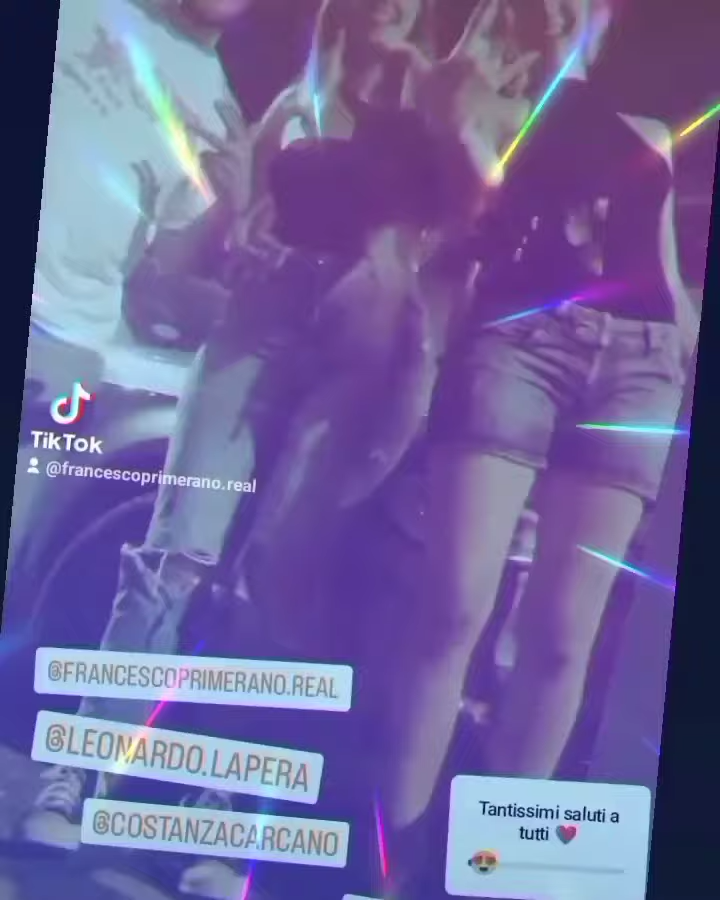 TikTok
@francescoprimerano.real
@FRANCESCOPRIMERANO.REAL
@LEONARDO.LAPERA
@COSTANZACARCANO
Tantissimi saluti a
tutti